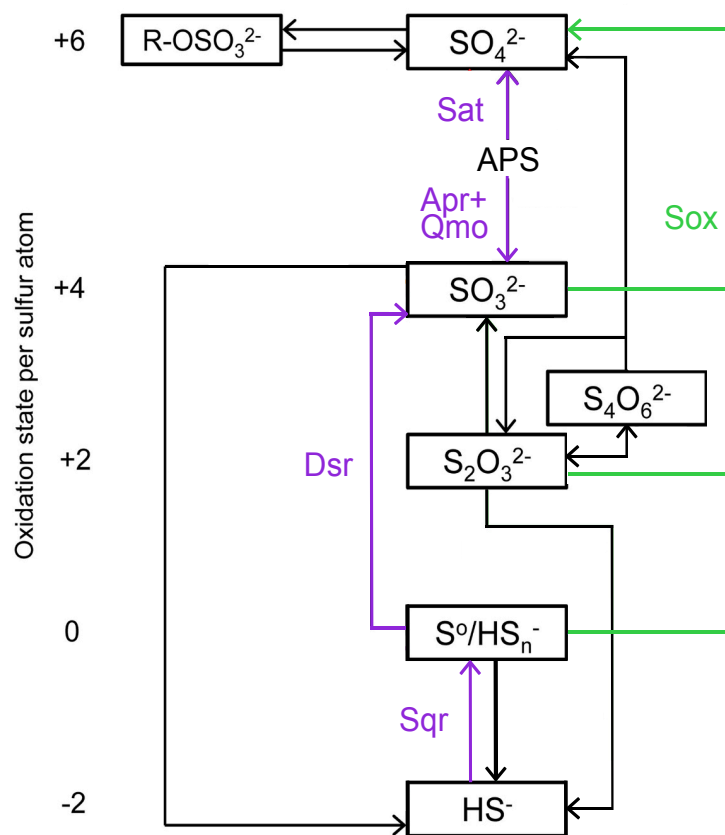 +6
R-OSO₃²⁻
SO₄²⁻
Sat
APS
Apr+
Qmo
Sox
+4
SO₃²⁻
S₄O₆²⁻
+2
Dsr
S₂O₃²⁻
0
S⁰/HSₙ⁻
Sqr
-2
HS⁻
Oxidation state per sulfur atom